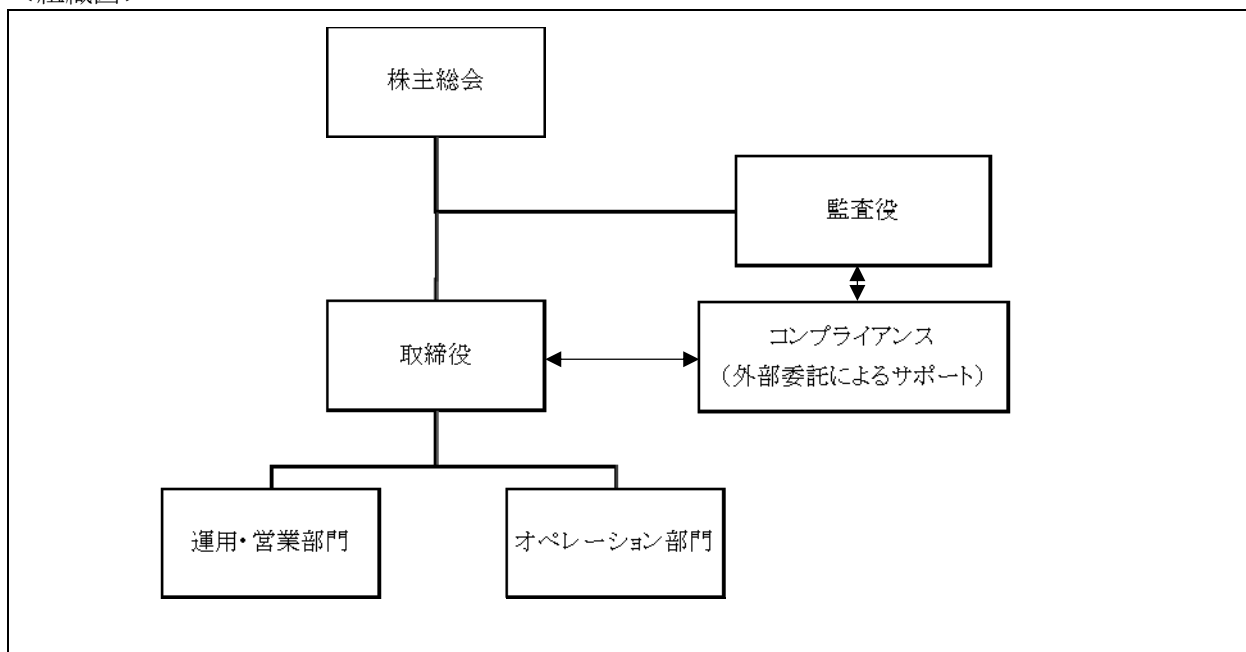 <組織図>
株主総会
監査役
取締役
コンプライアンス
（外部委託によるサポート）
運用・営業部門
オペレーション部門